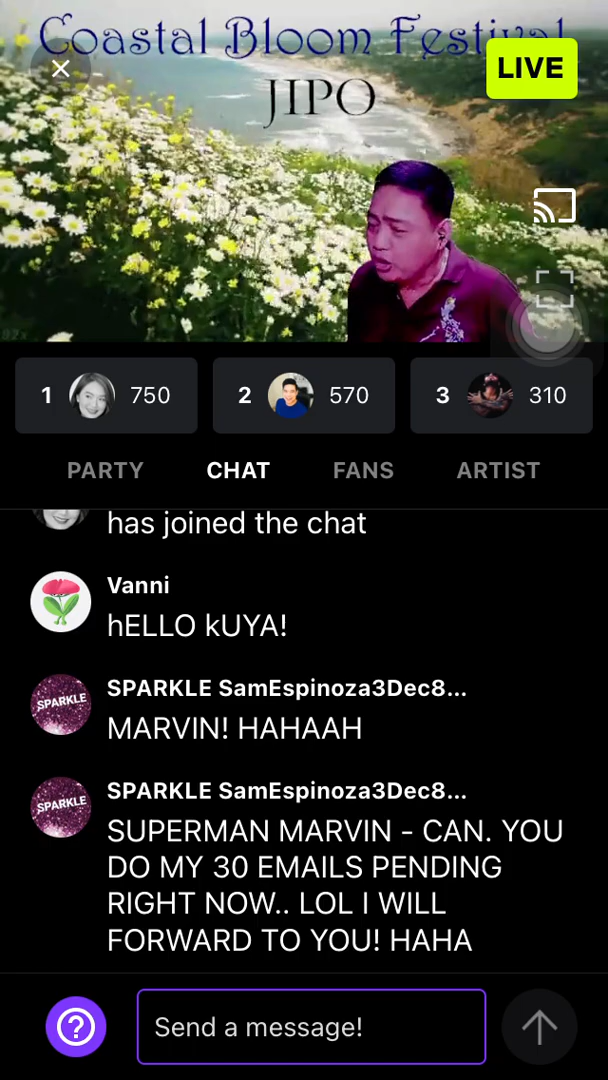 Coastal Bloom Festival
JIPO
LIVE
1 750
2 570
3 310
PARTY CHAT FANS ARTIST
has joined the chat
Vanni
hELLO kUYA!
SPARKLE
SPARKLE SamEspinoza3Dec8...
MARVIN! HAHAAH
SPARKLE
SPARKLE SamEspinoza3Dec8...
SUPERMAN MARVIN - CAN. YOU
DO MY 30 EMAILS PENDING
RIGHT NOW.. LOL I WILL
FORWARD TO YOU! HAHA
Send a message!